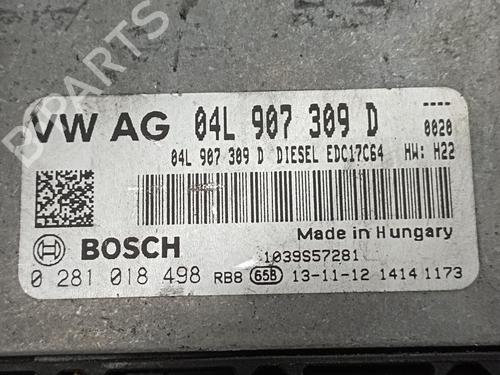 B-PARTS
VW AG 04L 907 309 D ----
0020
04L 907 309 D DIESEL EDC17C64 HW: H22
Made in Hungary
BOSCH 1039S57281
0 281 018 498 RB8 65B 13-11-12 1414 1173